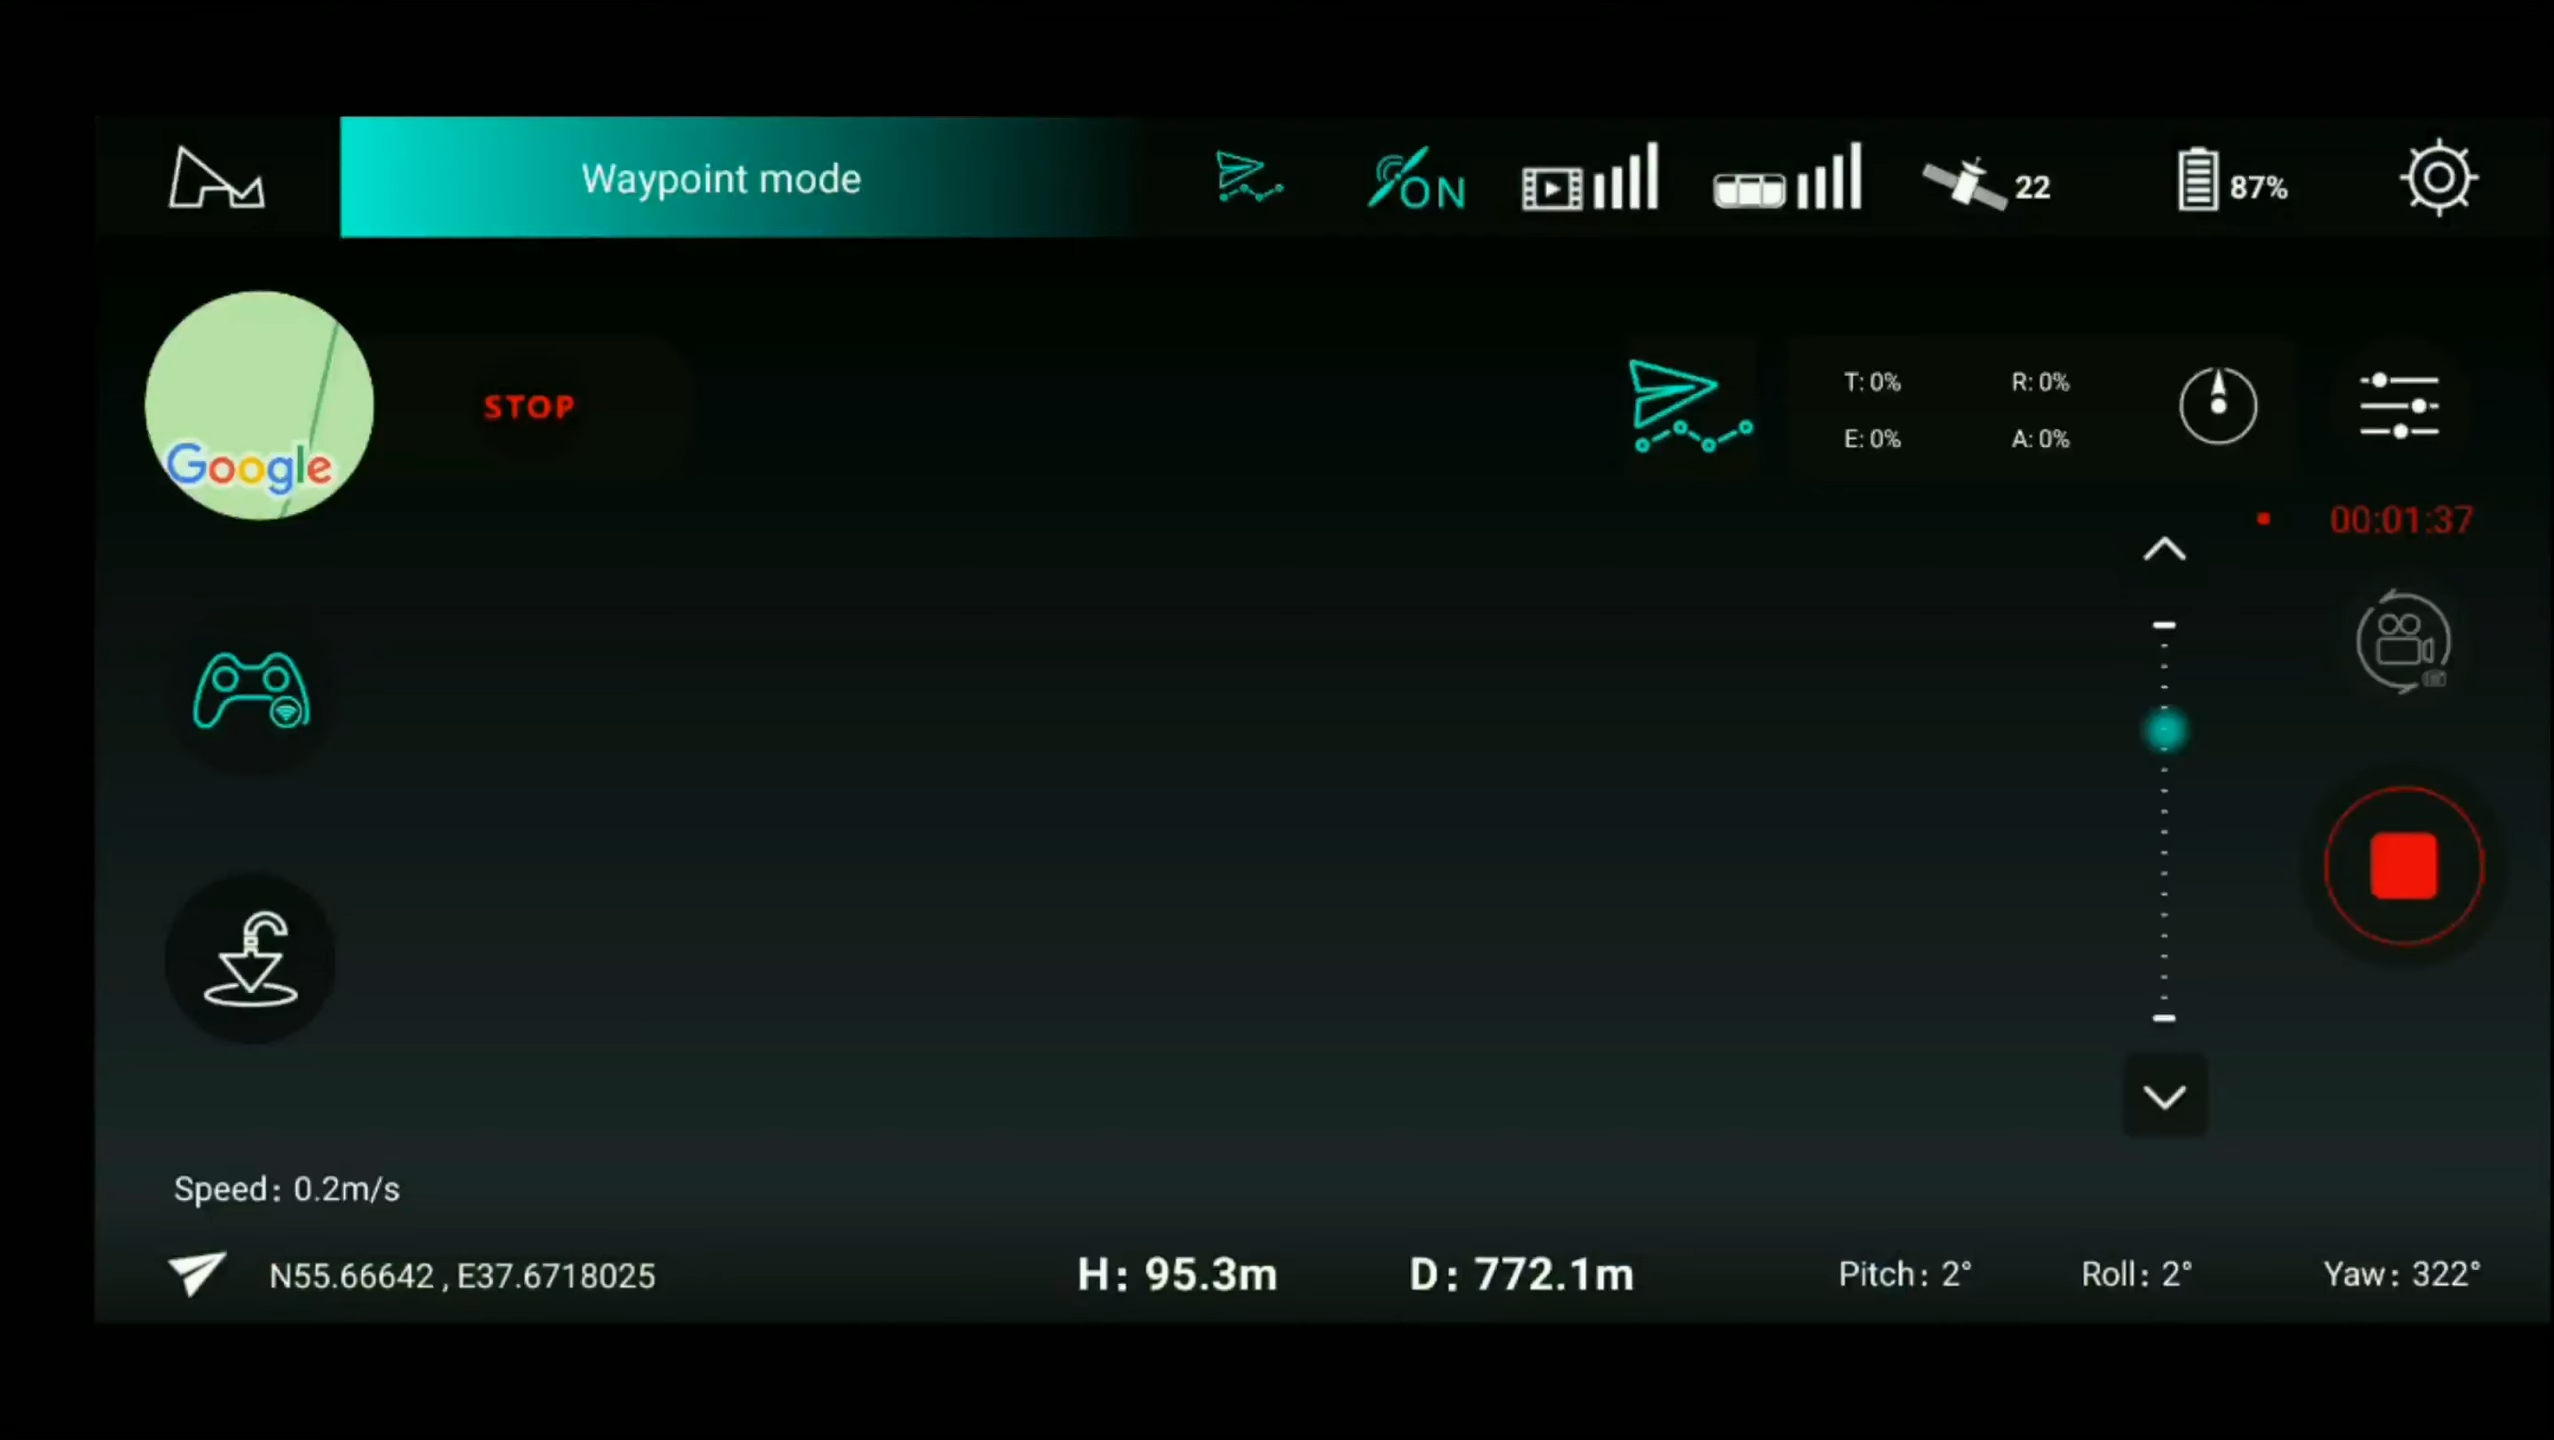 Waypoint mode
ON
22
87%
Google
STOP
T: 0%
R: 0%
E: 0%
A: 0%
00:01:37
Speed: 0.2m/s
N55.66642 , E37.6718025
H: 95.3m
D: 772.1m
Pitch: 2°
Roll: 2°
Yaw: 322°